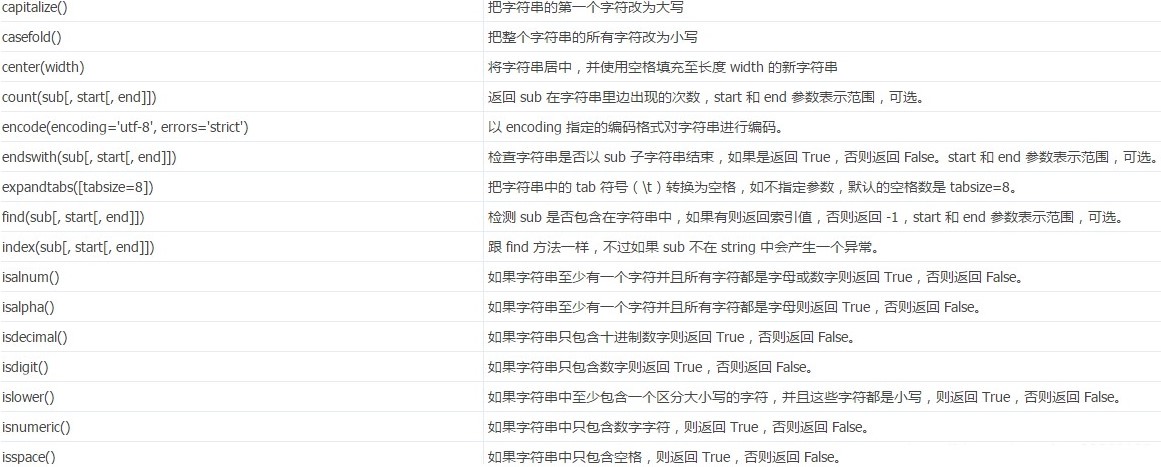 capitalize() 把字符串的第一个字符改为大写
casefold() 把整个字符串的所有字符改为小写
center(width) 将字符串居中，并使用空格填充至长度 width 的新字符串
count(sub[, start[, end]]) 返回 sub 在字符串里边出现的次数，start 和 end 参数表示范围，可选。
encode(encoding='utf-8', errors='strict') 以 encoding 指定的编码格式对字符串进行编码。
endswith(sub[, start[, end]]) 检查字符串是否以 sub 子字符串结束，如果是返回 True，否则返回 False。start 和 end 参数表示范围，可选。
expandtabs([tabsize=8]) 把字符串中的 tab 符号（\t）转换为空格，如不指定参数，默认的空格数是 tabsize=8。
find(sub[, start[, end]]) 检测 sub 是否包含在字符串中，如果有则返回索引值，否则返回 -1，start 和 end 参数表示范围，可选。
index(sub[, start[, end]]) 跟 find 方法一样，不过如果 sub 不在 string 中会产生一个异常。
isalnum() 如果字符串至少有一个字符并且所有字符都是字母或数字则返回 True，否则返回 False。
isalpha() 如果字符串至少有一个字符并且所有字符都是字母则返回 True，否则返回 False。
isdecimal() 如果字符串只包含十进制数字则返回 True，否则返回 False。
isdigit() 如果字符串只包含数字则返回 True，否则返回 False。
islower() 如果字符串中至少包含一个区分大小写的字符，并且这些字符都是小写，则返回 True，否则返回 False。
isnumeric() 如果字符串中只包含数字字符，则返回 True，否则返回 False。
isspace() 如果字符串中只包含空格，则返回 True，否则返回 False。